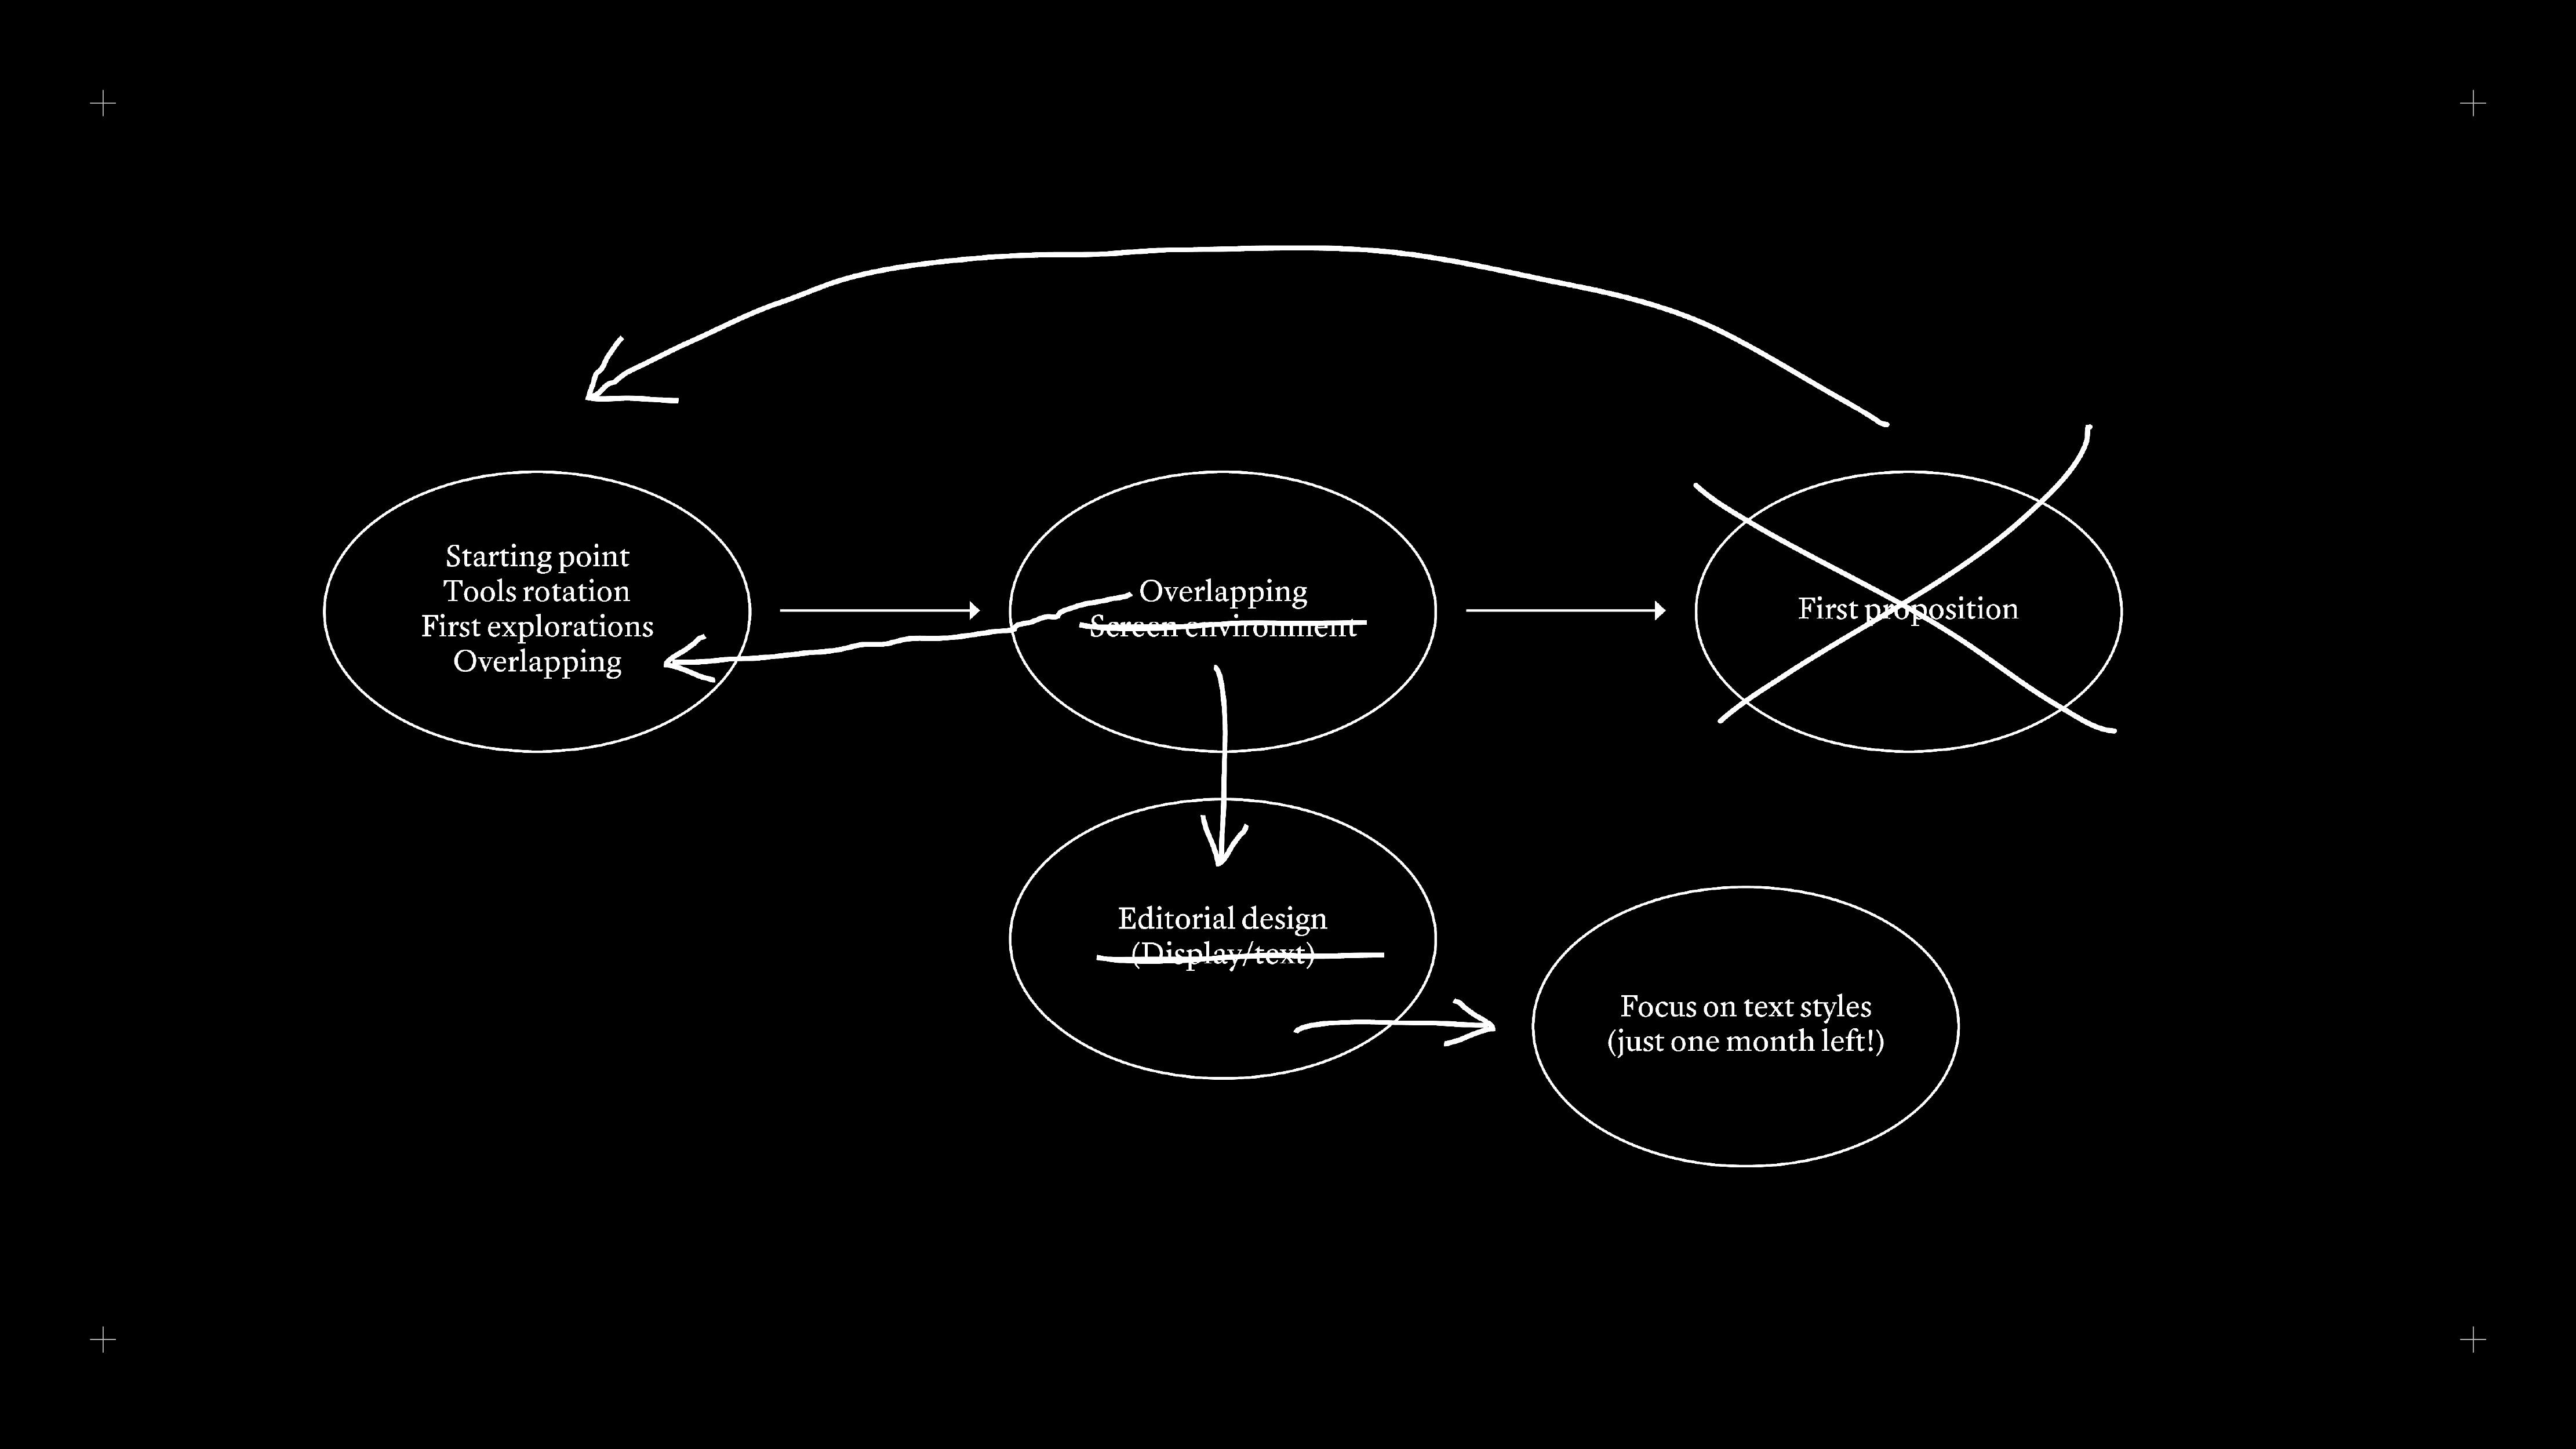 Starting point
Tools rotation
First explorations
Overlapping
Overlapping
Screen environment
First proposition
Editorial design
(Display/text)
Focus on text styles
(just one month left!)